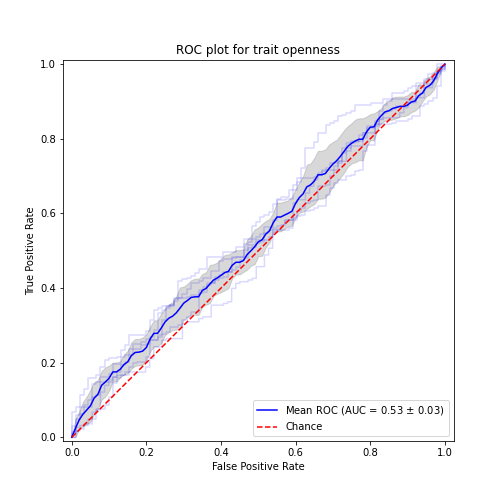 ROC plot for trait openness
True Positive Rate
1.0
0.8
0.6
0.4
0.2
0.0
Mean ROC (AUC = 0.53 ± 0.03)
Chance
0.0 0.2 0.4 0.6 0.8 1.0
False Positive Rate